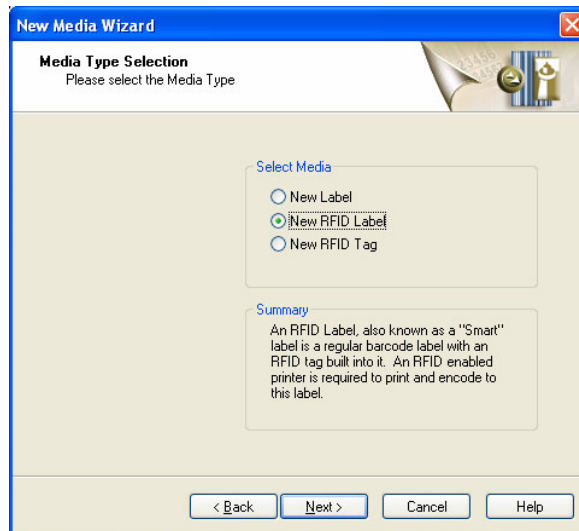 New Media Wizard
Media Type Selection
Please select the Media Type
Select Media
New Label
New RFID Label
New RFID Tag
Summary
An RFID Label, also known as a "Smart"
label is a regular barcode label with an
RFID tag built into it. An RFID enabled
printer is required to print and encode to
this label.
< Back
Next >
Cancel
Help